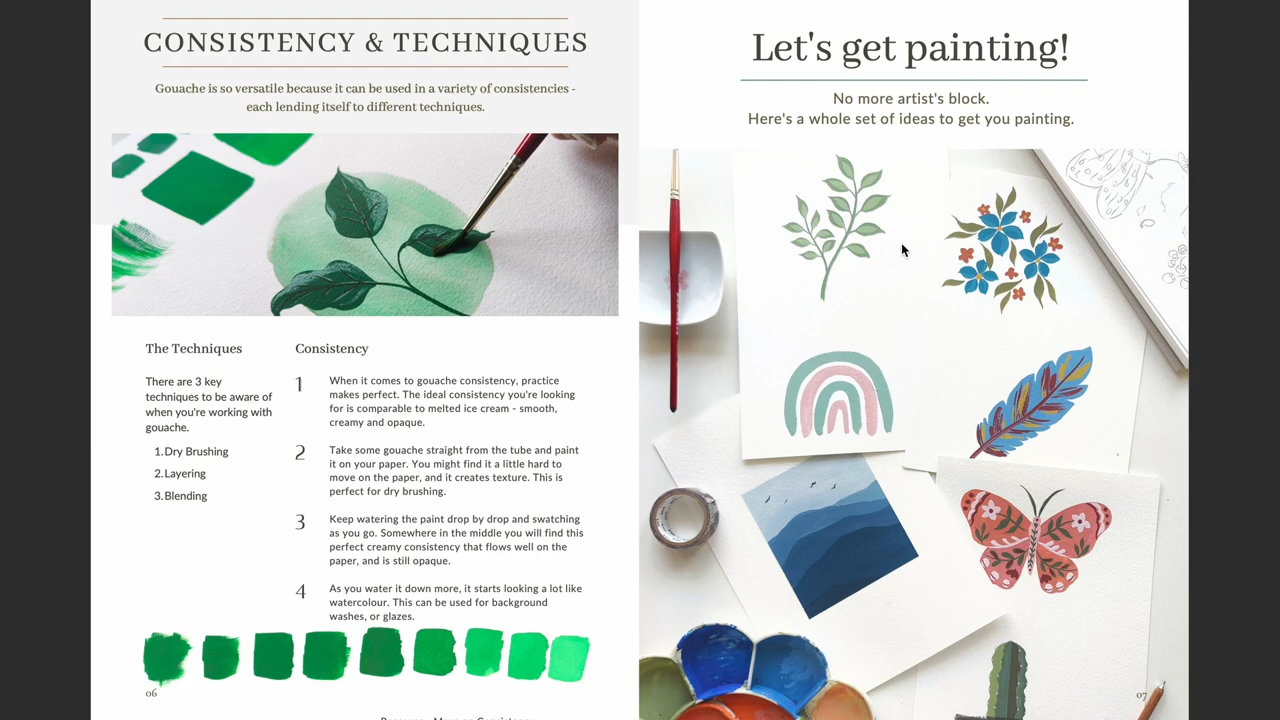 CONSISTENCY & TECHNIQUES
Gouache is so versatile because it can be used in a variety of consistencies -
each lending itself to different techniques.
The Techniques
There are 3 key
techniques to be aware of
when you're working with
gouache.
1. Dry Brushing
2. Layering
3. Blending
Consistency
1
When it comes to gouache consistency, practice
makes perfect. The ideal consistency you're looking
for is comparable to melted ice cream - smooth,
creamy and opaque.
2
Take some gouache straight from the tube and paint
it on your paper. You might find it a little hard to
move on the paper, and it creates texture. This is
perfect for dry brushing.
3
Keep watering the paint drop by drop and swatching
as you go. Somewhere in the middle you will find this
perfect creamy consistency that flows well on the
paper, and is still opaque.
4
As you water it down more, it starts looking a lot like
watercolour. This can be used for background
washes, or glazes.
06
Let's get painting!
No more artist's block.
Here's a whole set of ideas to get you painting.
07